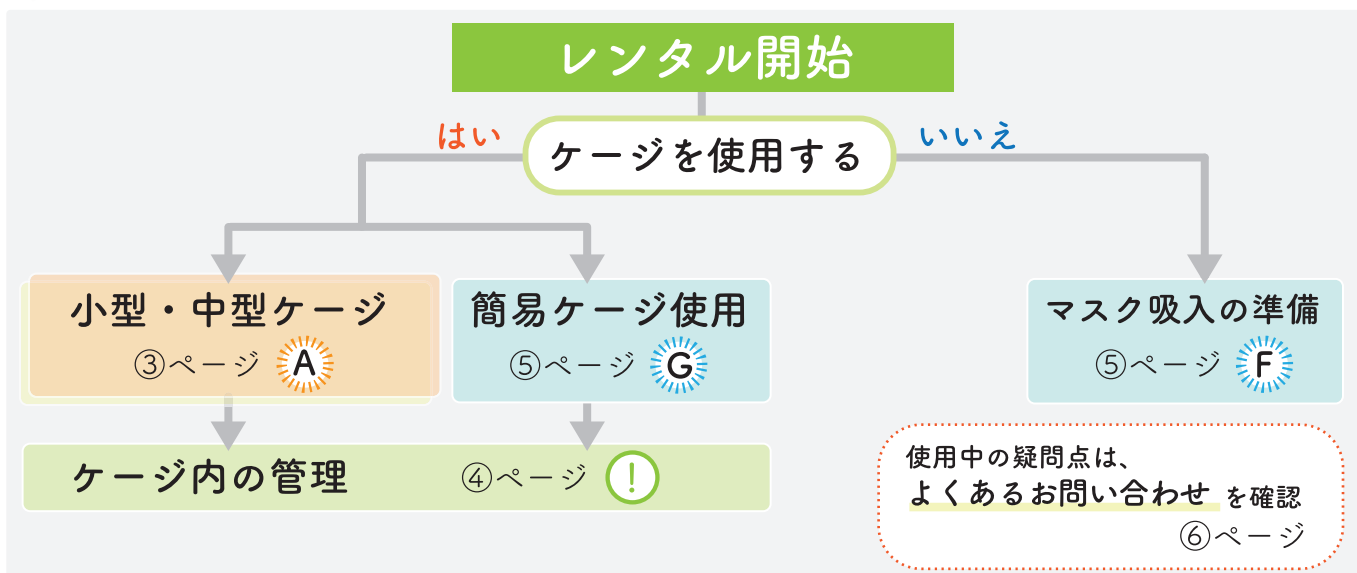 レンタル開始
はい
ケージを使用する
いいえ
小型・中型ケージ
③ページ A
簡易ケージ使用
⑤ページ G
マスク吸入の準備
⑤ページ F
ケージ内の管理 ④ページ !
使用中の疑問点は、
よくあるお問い合わせ を確認
⑥ページ